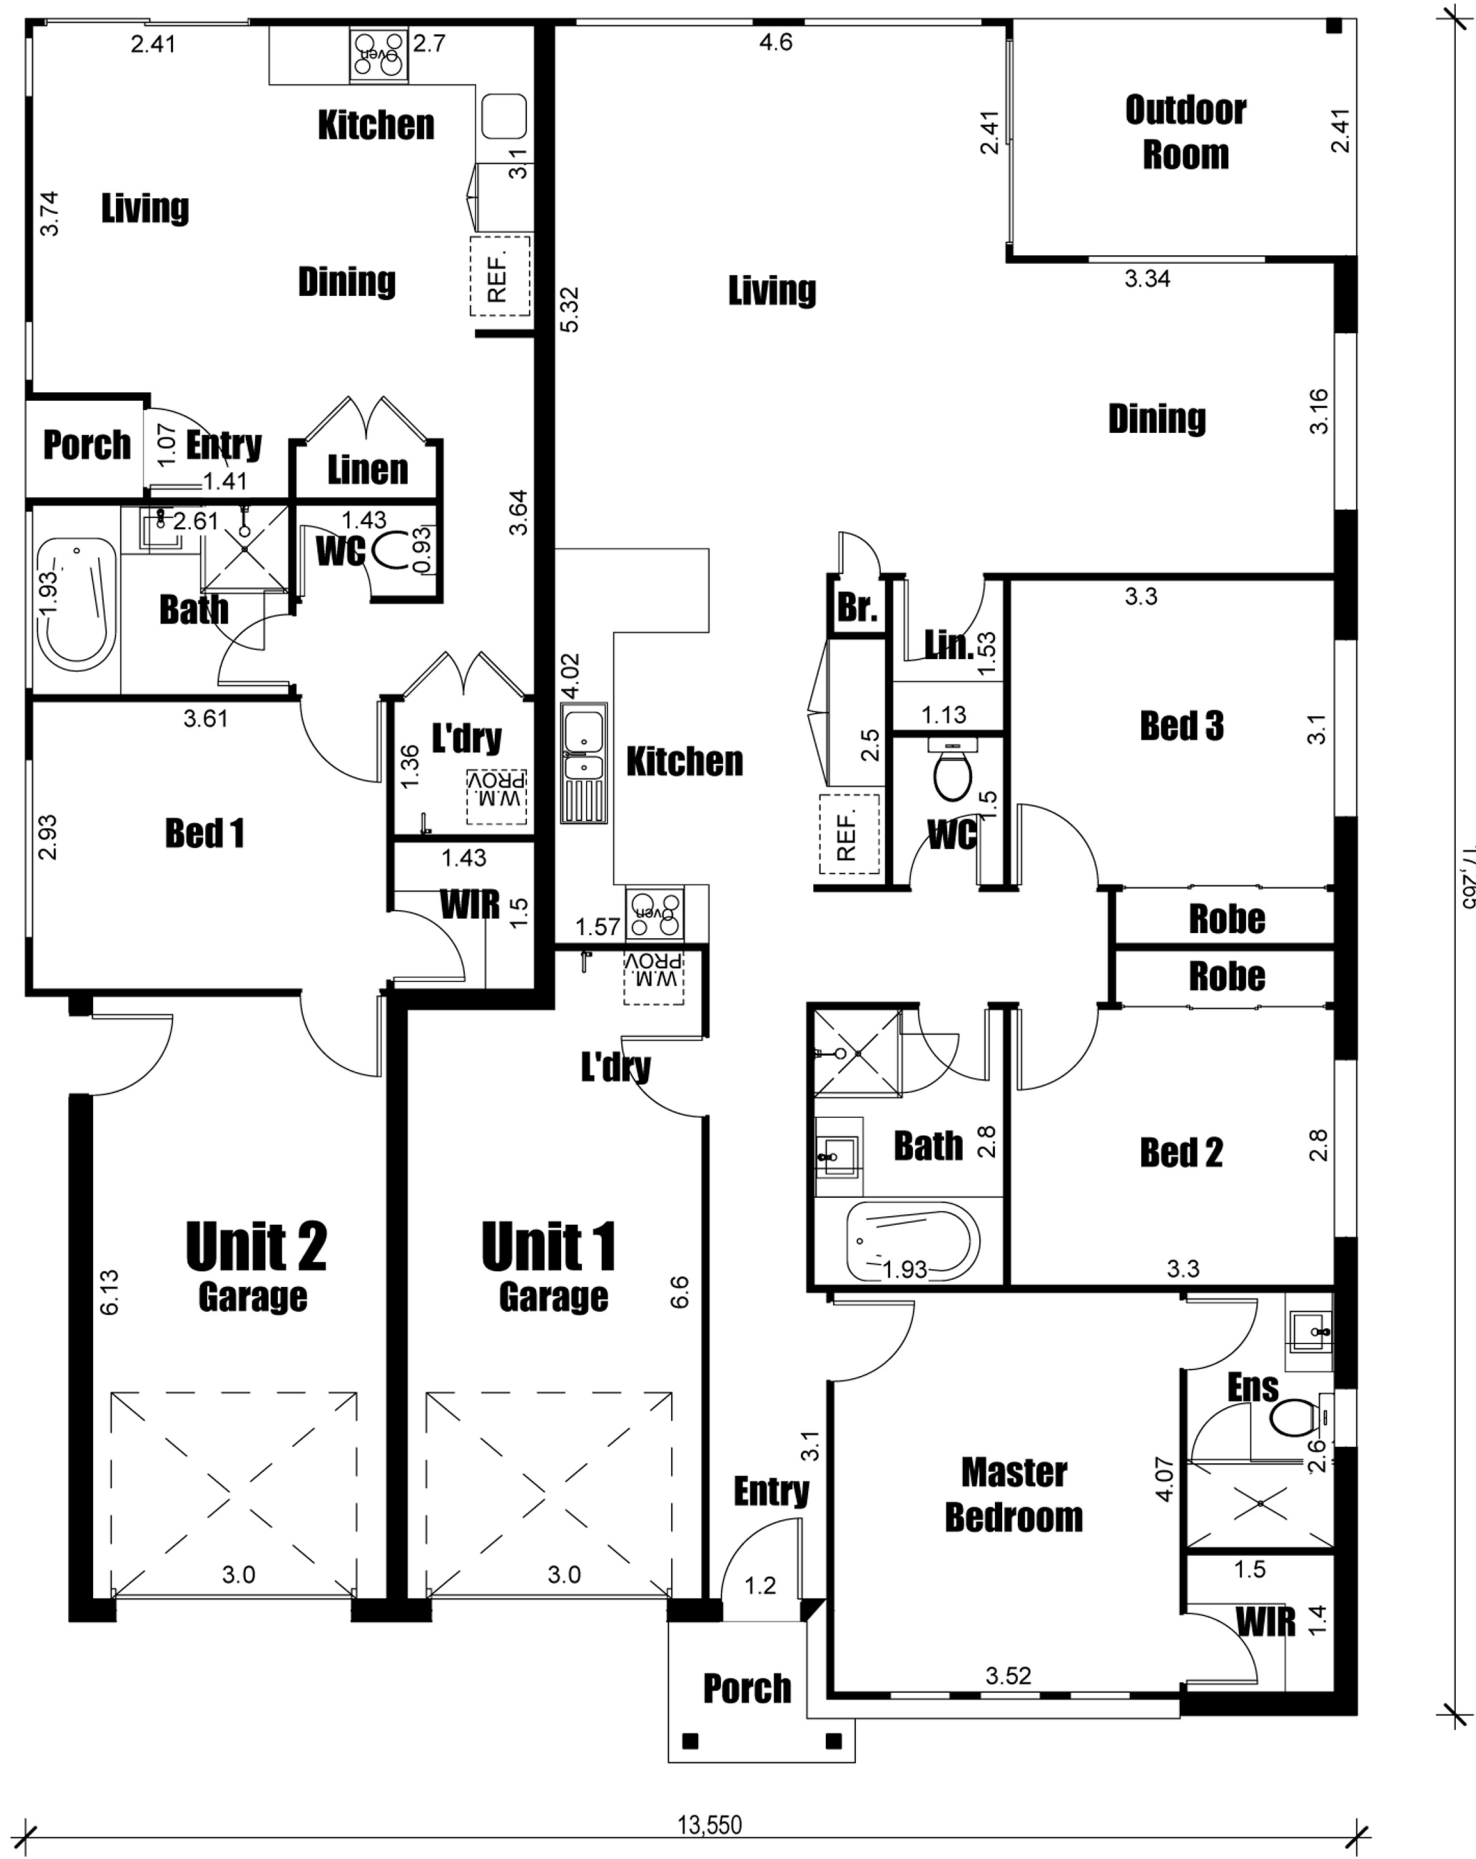 2.41
2.7
4.6
Oven
Kitchen
Outdoor
Room
2.41
2.41
3.1
Living
3.74
Dining
REF.
Living
5.32
3.34
Dining
3.16
Porch
1.07
Entry
1.41
Linen
3.64
2.61
1.43
WC
0.93
1.93
Bath
Br.
Lin.
1.53
3.3
4.02
3.61
1.13
L'dry
1.36
W.M.
PROV
Kitchen
2.5
Bed 3
3.1
Bed 1
2.93
1.5
WC
REF.
1.43
WIR
1.5
1.57
Oven
Robe
17,265
W.M.
PROV
Robe
L'dry
Bath
2.8
Bed 2
2.8
Unit 2
Garage
6.13
Unit 1
Garage
6.6
1.93
3.3
Ens
2.6
3.1
Master
Bedroom
4.07
Entry
3.0
3.0
1.2
1.5
WIR
1.4
3.52
Porch
13,550